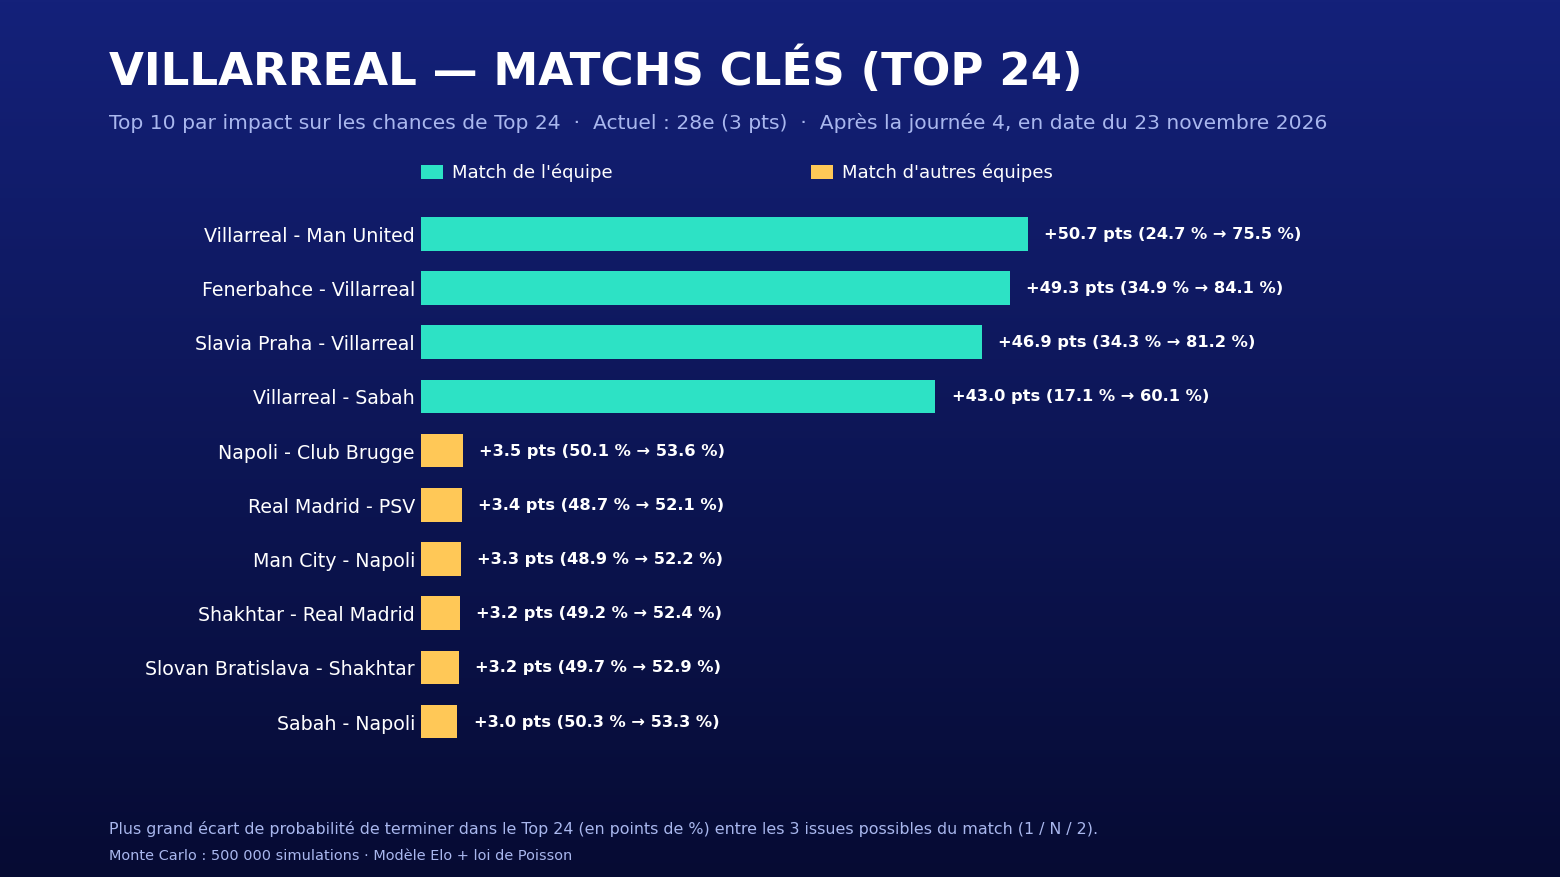 VILLARREAL — MATCHS CLÉS (TOP 24)
Top 10 par impact sur les chances de Top 24 · Actuel : 28e (3 pts) · Après la journée 4, en date du 23 novembre 2026
Match de l'équipe Match d'autres équipes
Villarreal - Man United +50.7 pts (24.7 % → 75.5 %)
Fenerbahce - Villarreal +49.3 pts (34.9 % → 84.1 %)
Slavia Praha - Villarreal +46.9 pts (34.3 % → 81.2 %)
Villarreal - Sabah +43.0 pts (17.1 % → 60.1 %)
Napoli - Club Brugge +3.5 pts (50.1 % → 53.6 %)
Real Madrid - PSV +3.4 pts (48.7 % → 52.1 %)
Man City - Napoli +3.3 pts (48.9 % → 52.2 %)
Shakhtar - Real Madrid +3.2 pts (49.2 % → 52.4 %)
Slovan Bratislava - Shakhtar +3.2 pts (49.7 % → 52.9 %)
Sabah - Napoli +3.0 pts (50.3 % → 53.3 %)
Plus grand écart de probabilité de terminer dans le Top 24 (en points de %) entre les 3 issues possibles du match (1 / N / 2).
Monte Carlo : 500 000 simulations · Modèle Elo + loi de Poisson